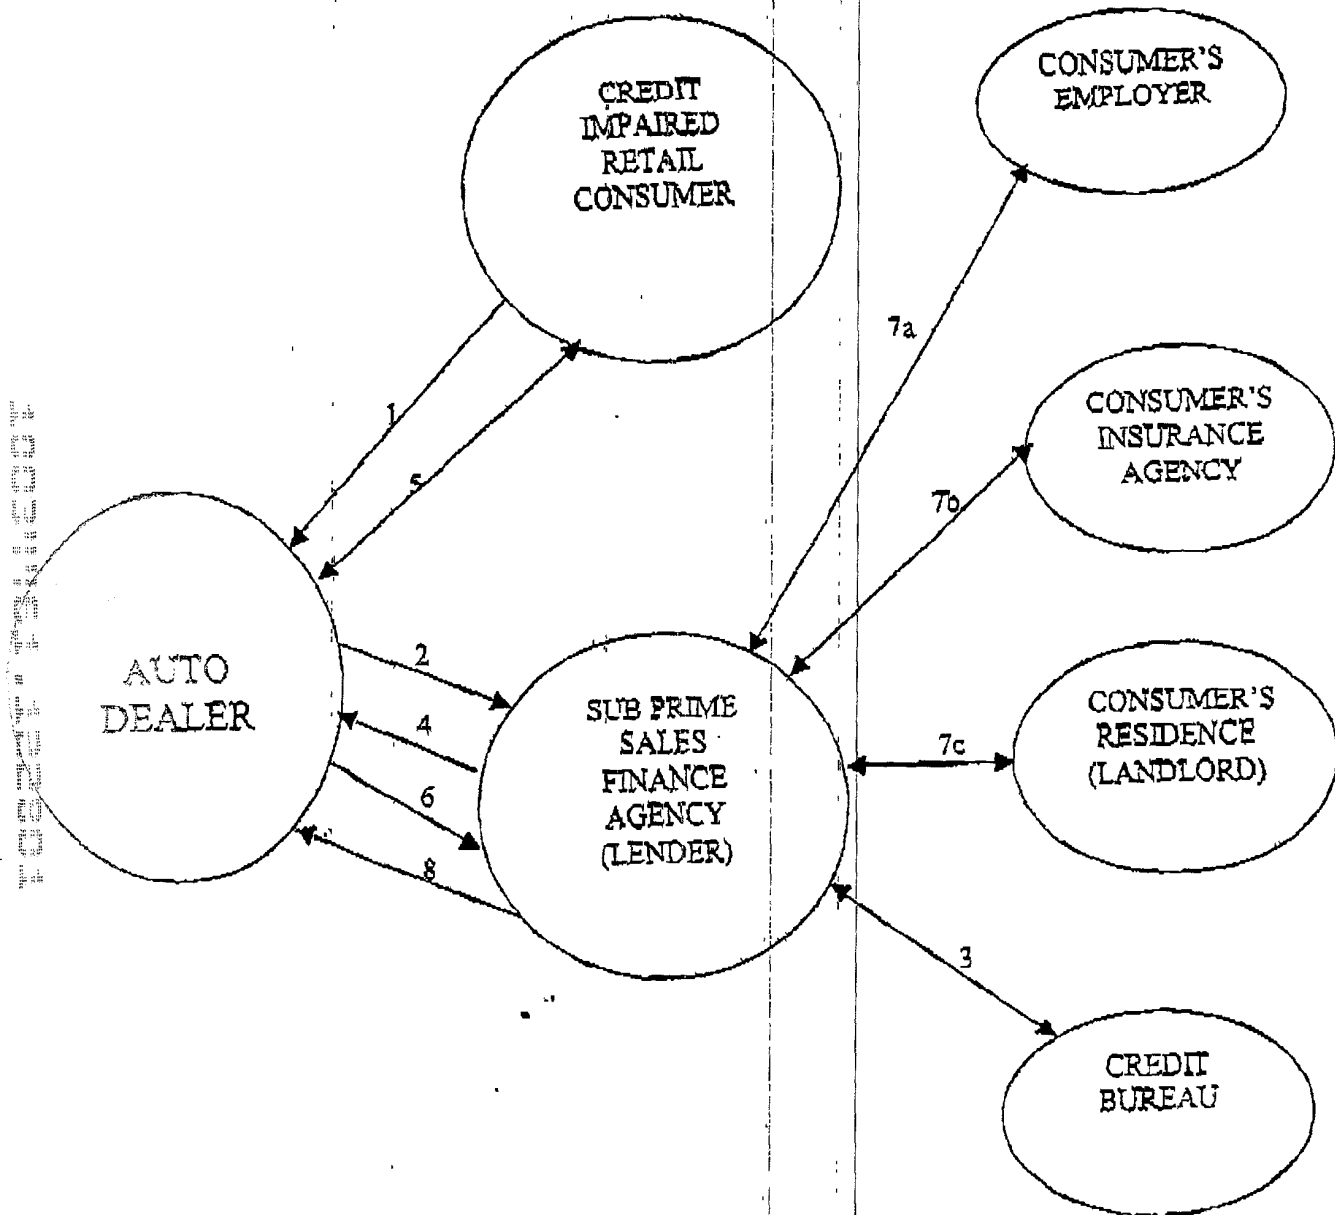 CREDIT
IMPAIRED
RETAIL
CONSUMER
CONSUMER'S
EMPLOYER
7a
1
5
CONSUMER'S
INSURANCE
AGENCY
7b
AUTO
DEALER
2
4
6
8
SUB PRIME
SALES
FINANCE
AGENCY
(LENDER)
7c
CONSUMER'S
RESIDENCE
(LANDLORD)
3
CREDIT
BUREAU